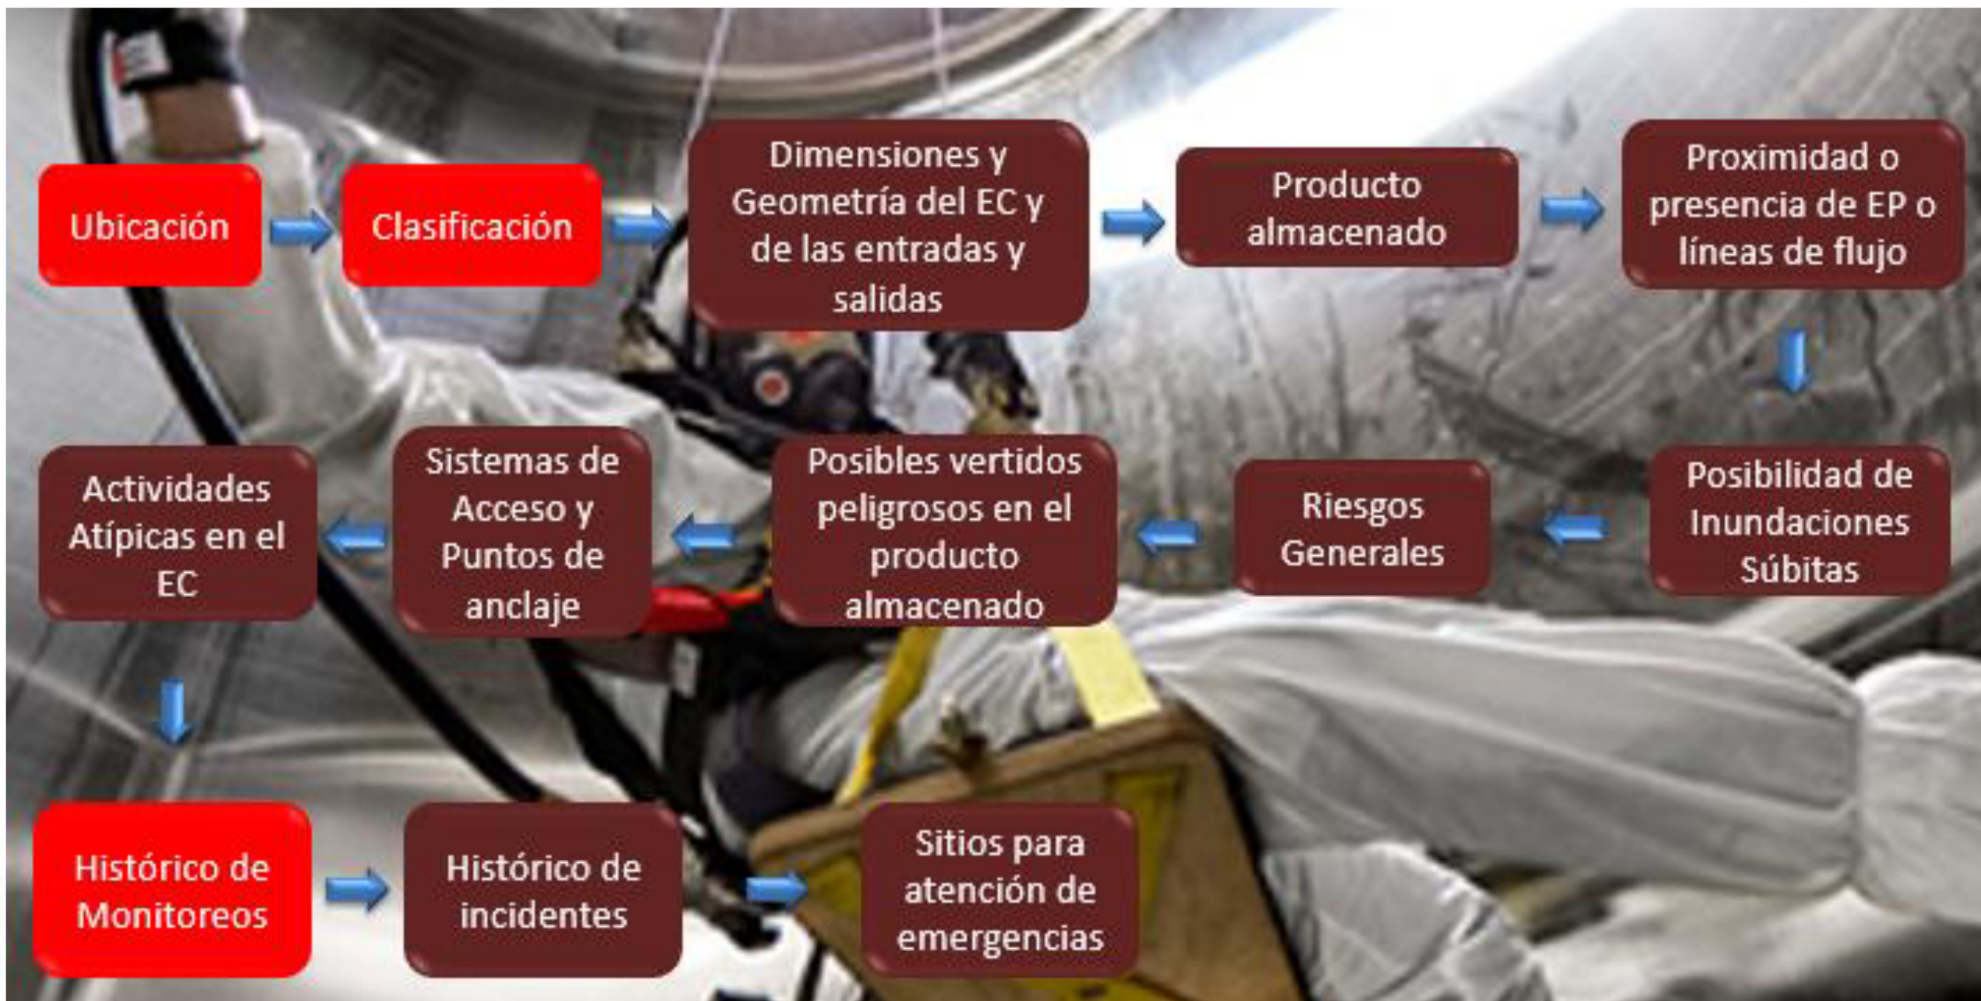 Ubicación
Clasificación
Dimensiones y
Geometría del EC y
de las entradas y
salidas
Producto
almacenado
Proximidad o
presencia de EP o
líneas de flujo
Posibilidad de
Inundaciones
Súbitas
Riesgos
Generales
Posibles vertidos
peligrosos en el
producto
almacenado
Sistemas de
Acceso y
Puntos de
anclaje
Actividades
Atípicas en el
EC
Histórico de
Monitoreos
Histórico de
incidentes
Sitios para
atención de
emergencias